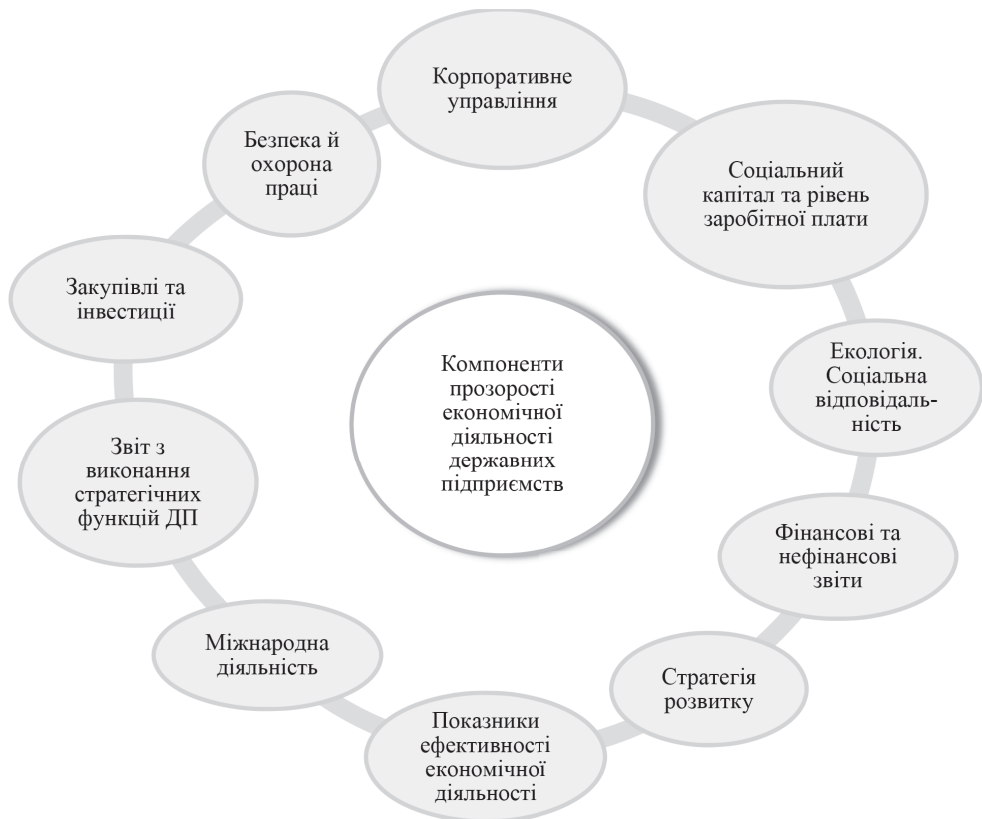 Корпоративне
управління
Соціальний
капітал та рівень
заробітної плати
Екологія.
Соціальна
відповідаль-
ність
Фінансові та
нефінансові
звіти
Стратегія
розвитку
Показники
ефективності
економічної
діяльності
Міжнародна
діяльність
Звіт з
виконання
стратегічних
функцій ДП
Закупівлі та
інвестиції
Безпека й
охорона
праці
Компоненти
прозорості
економічної
діяльності
державних
підприємств